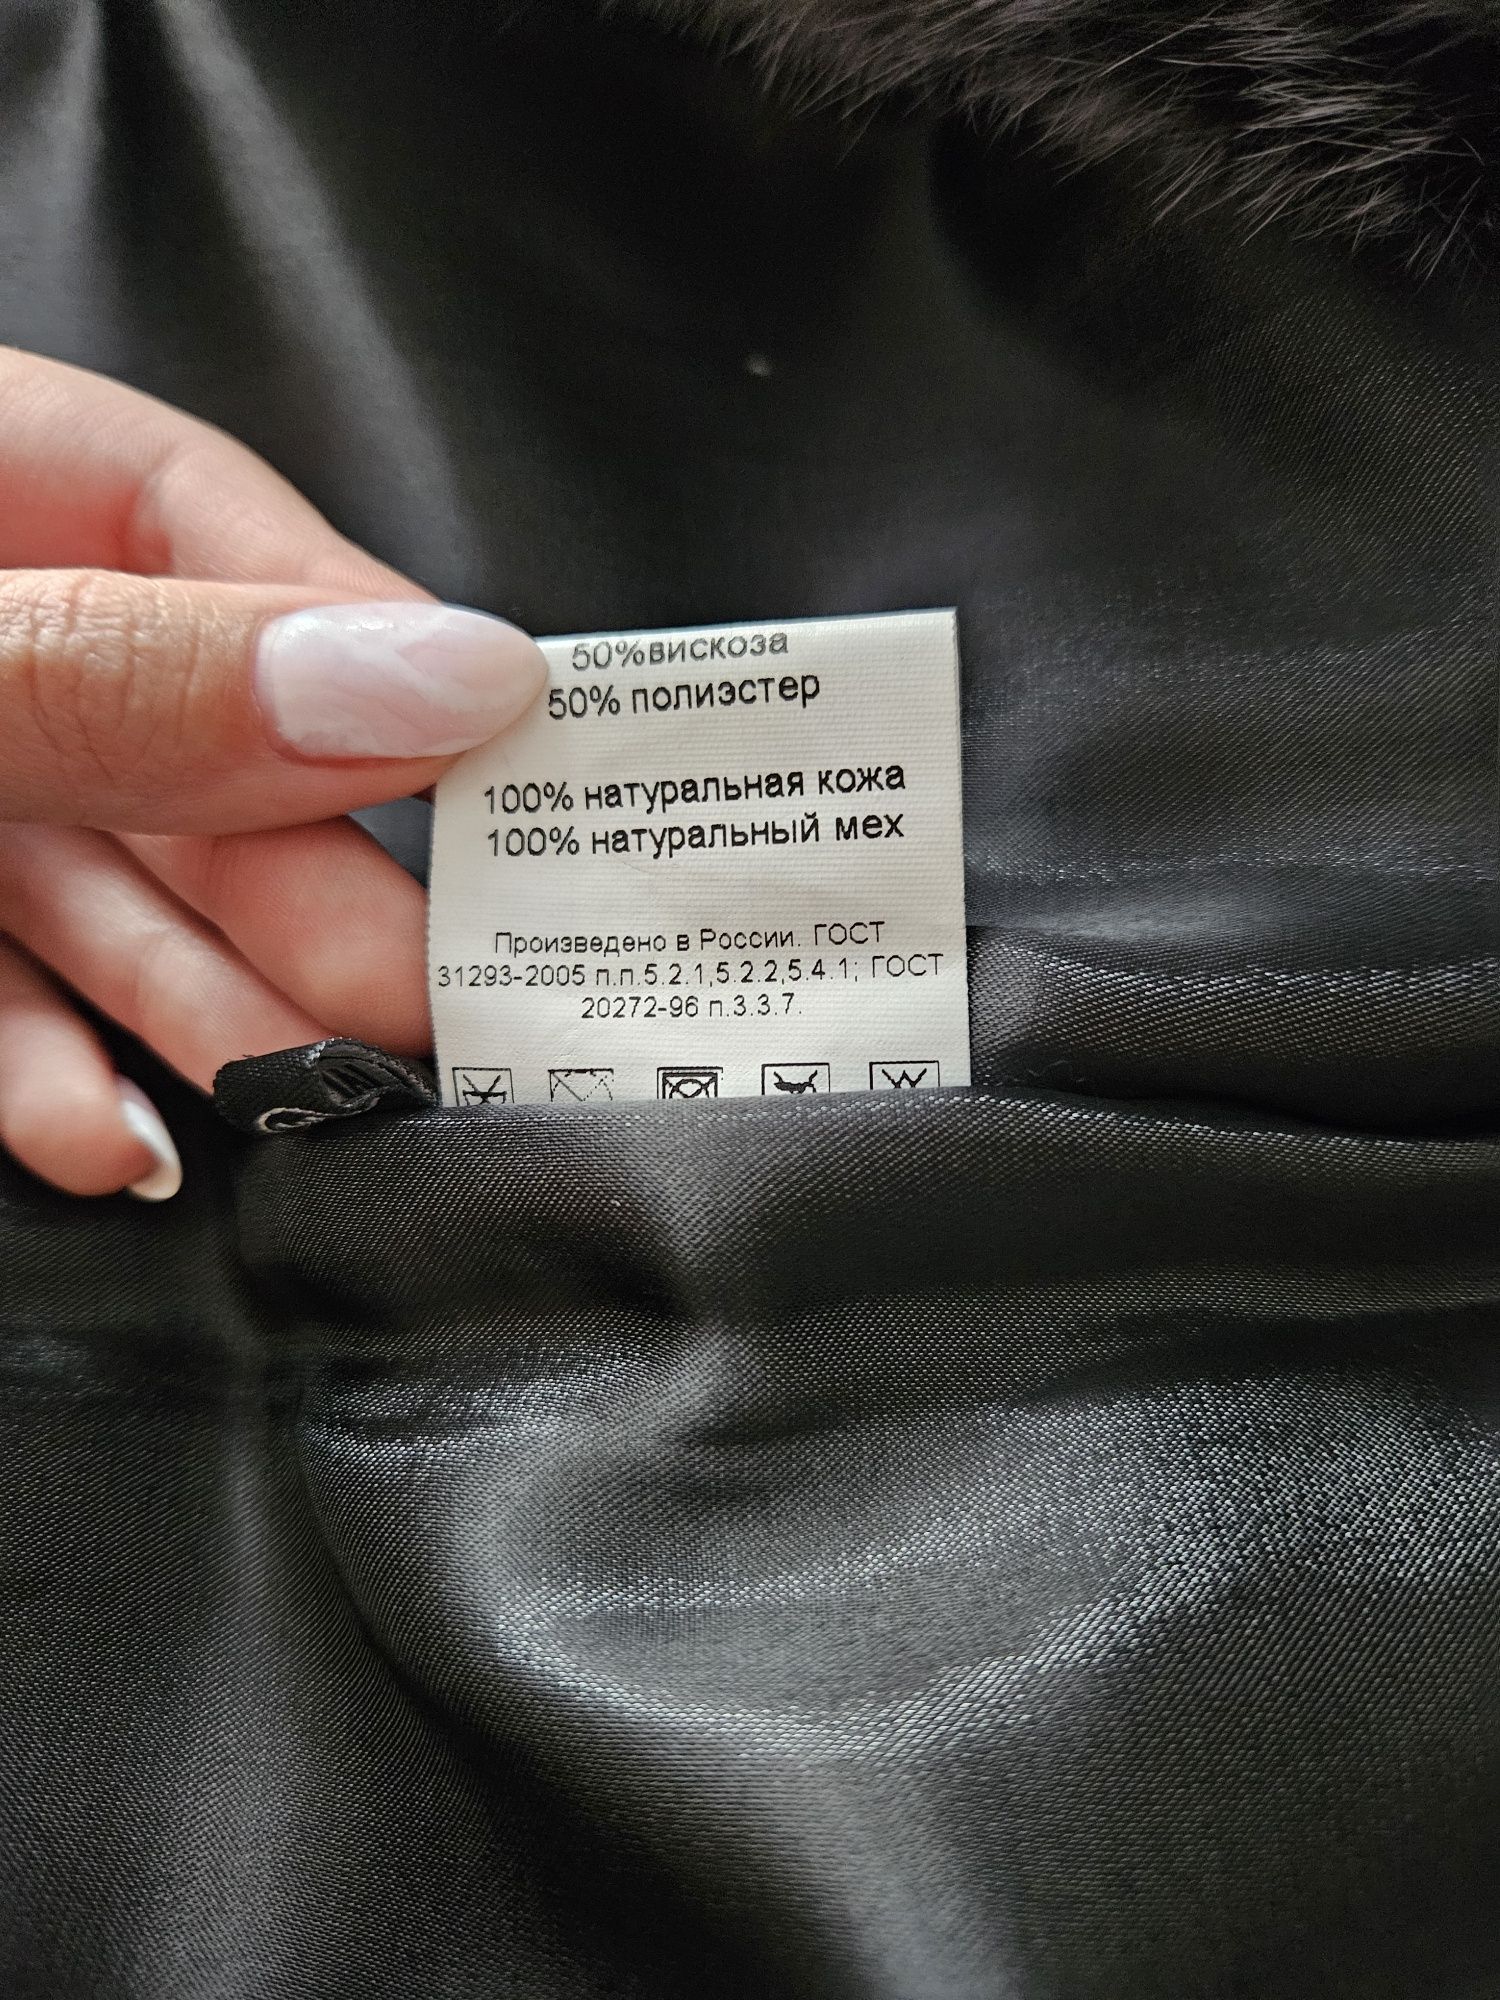 50%вискоза
50% полиэстер
100% натуральная кожа
100% натуральный мех
Произведено в России. ГОСТ
31293-2005 п.п.5.2.1,5.2.2,5.4.1; ГОСТ
20272-96 п.3.3.7.